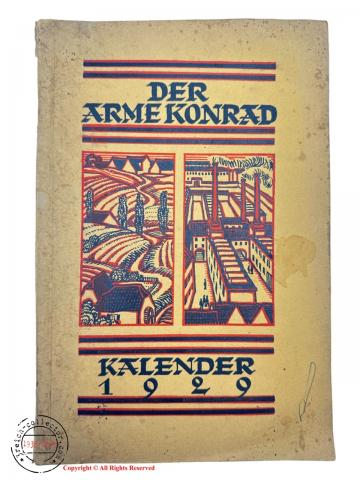 DER
ARME KONRAD
KALENDER
1929
Copyright © All Rights Reserved